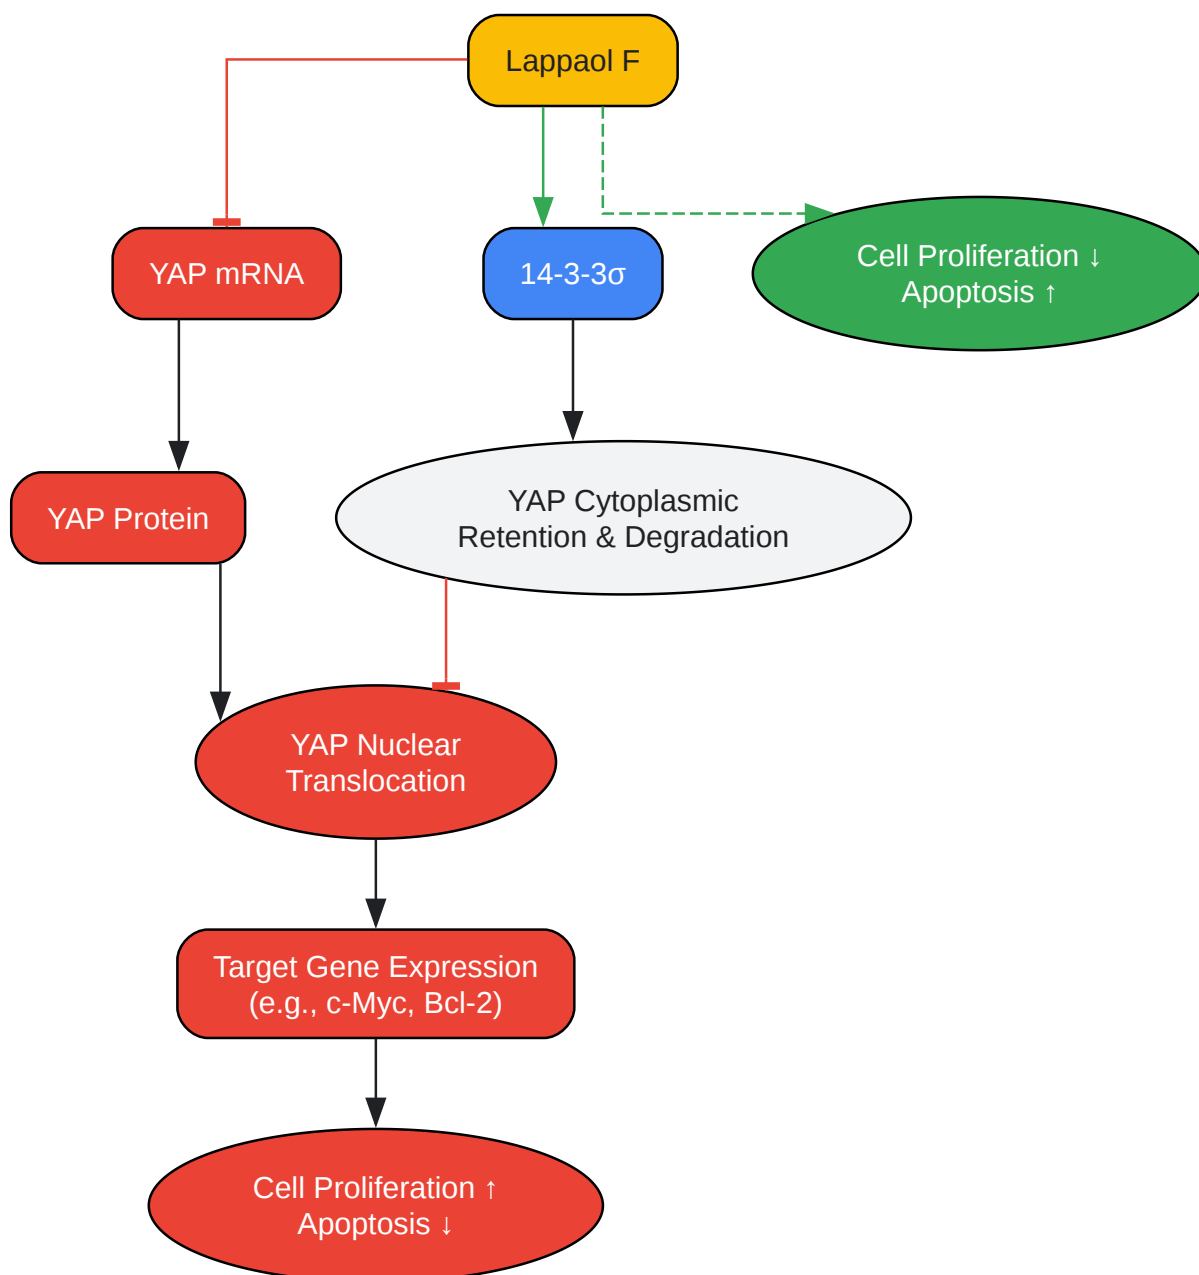 Lappaol F
YAP mRNA
14-3-3σ
Cell Proliferation ↓
Apoptosis ↑
YAP Protein
YAP Cytoplasmic
Retention & Degradation
YAP Nuclear
Translocation
Target Gene Expression
(e.g., c-Myc, Bcl-2)
Cell Proliferation ↑
Apoptosis ↓